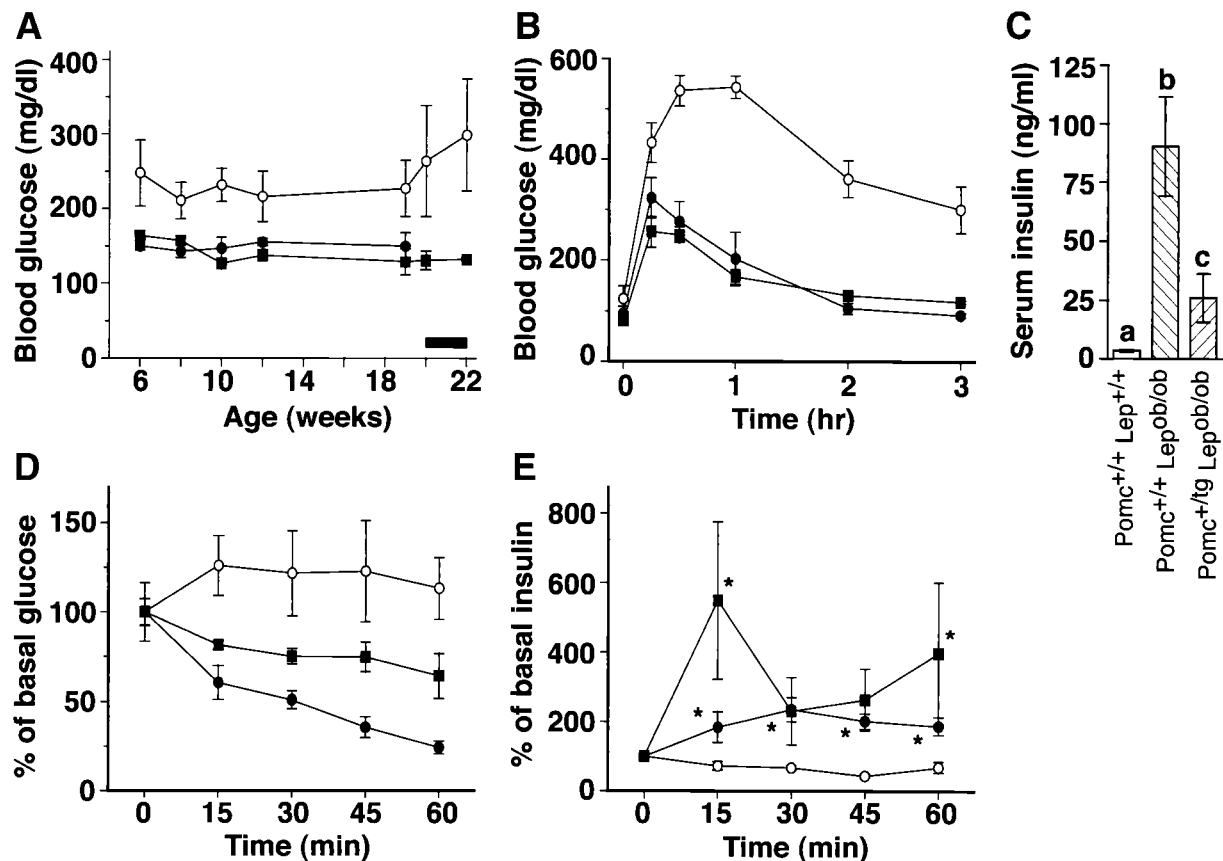 A
Blood glucose (mg/dl)
400
300
200
100
0
6
10
14
18
22
Age (weeks)
B
Blood glucose (mg/dl)
600
400
200
0
0
1
2
3
Time (hr)
C
Serum insulin (ng/ml)
125
100
75
50
25
0
a
b
c
Pomc+/+ Lep+/+
Pomc+/+ Lepob/ob
Pomc+/tg Lepob/ob
D
% of basal glucose
150
100
50
0
0
15
30
45
60
Time (min)
E
% of basal insulin
800
600
400
200
0
*
*
*
*
*
*
0
15
30
45
60
Time (min)